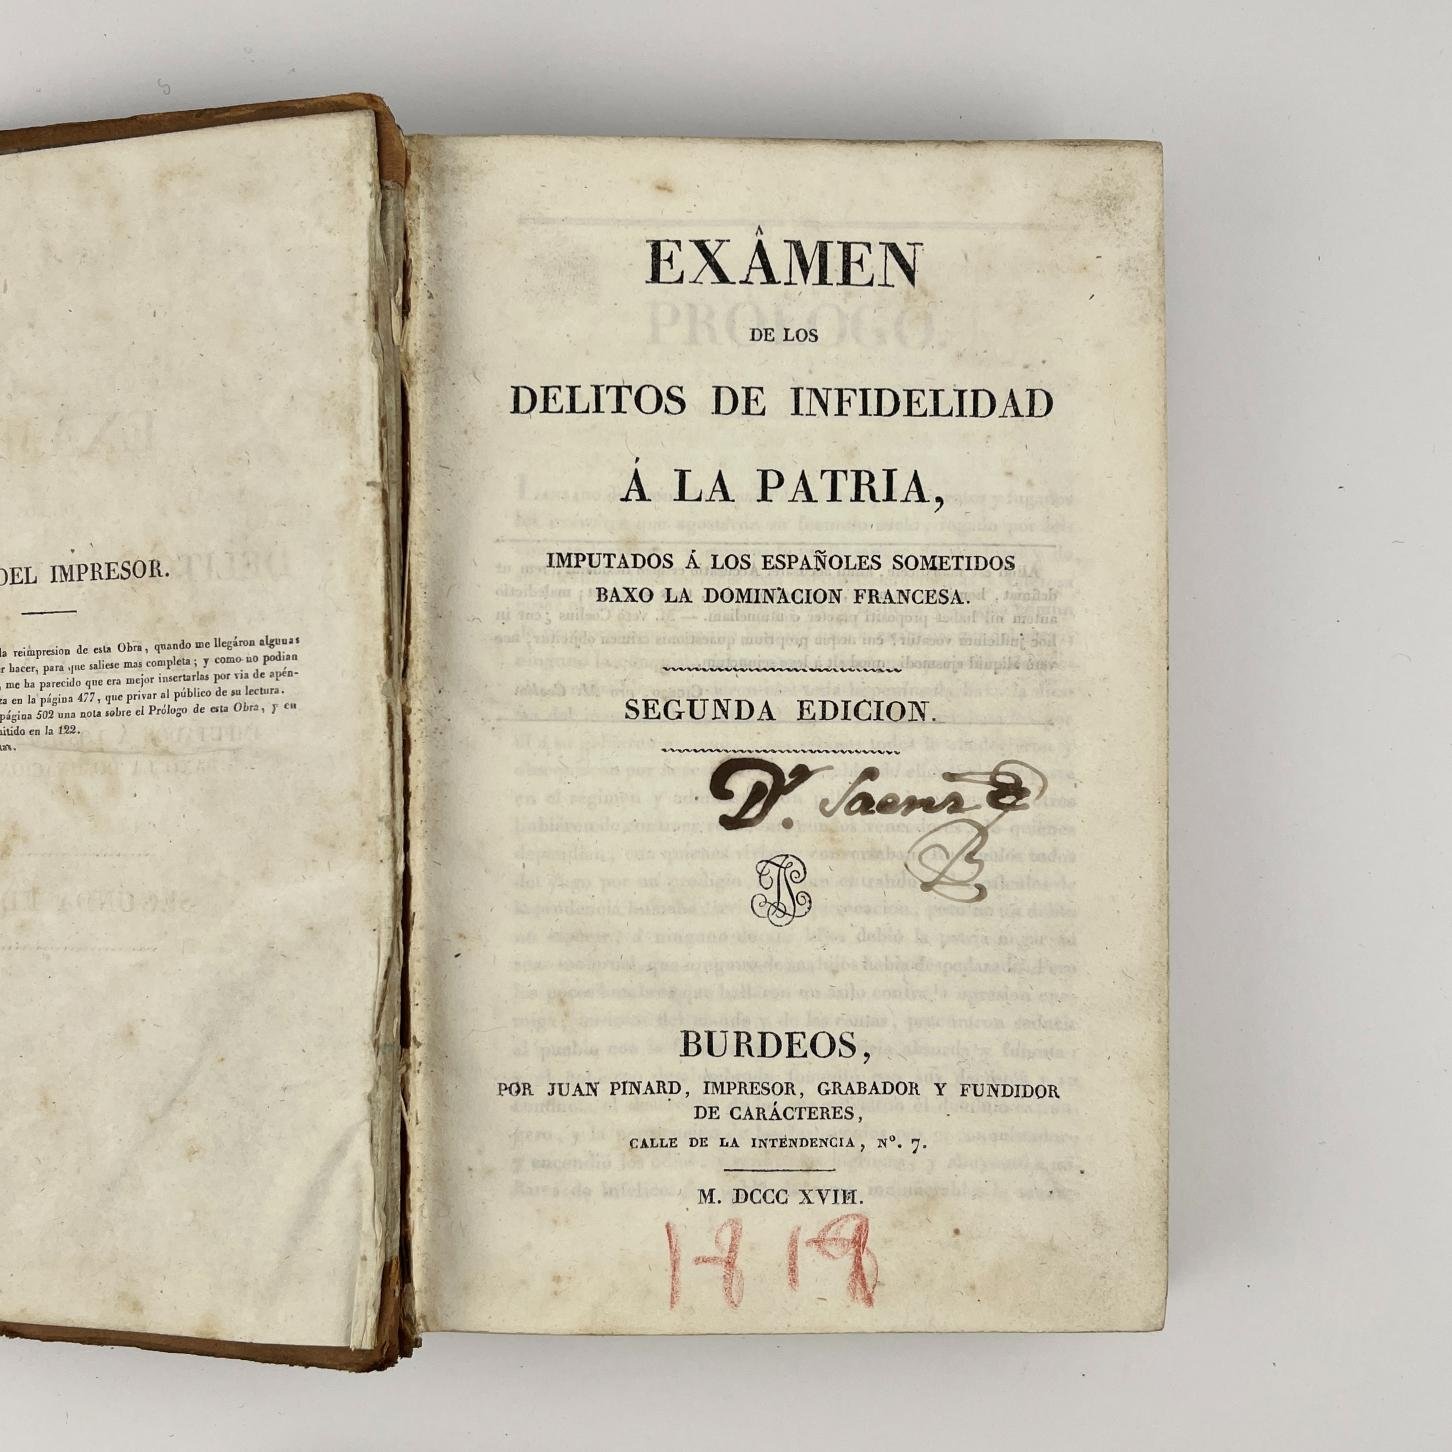 DEL IMPRESOR.
la reimpresion de esta Obra, quando me llegáron algunas
r hacer, para que saliese mas completa; y como no podian
, me ha parecido que era mejor insertarlas por via de apén-
za en la página 477, que privar al público de su lectura.
página 502 una nota sobre el Prólogo de esta Obra, y en
mitido en la 122.
EXÂMEN
DE LOS
DELITOS DE INFIDELIDAD
Á LA PATRIA,
IMPUTADOS Á LOS ESPAÑOLES SOMETIDOS
BAXO LA DOMINACION FRANCESA.
SEGUNDA EDICION.
Dr. Saenz
BURDEOS,
POR JUAN PINARD, IMPRESOR, GRABADOR Y FUNDIDOR
DE CARÁCTERES,
CALLE DE LA INTENDENCIA, Nº. 7.
M. DCCC XVIII.
1818